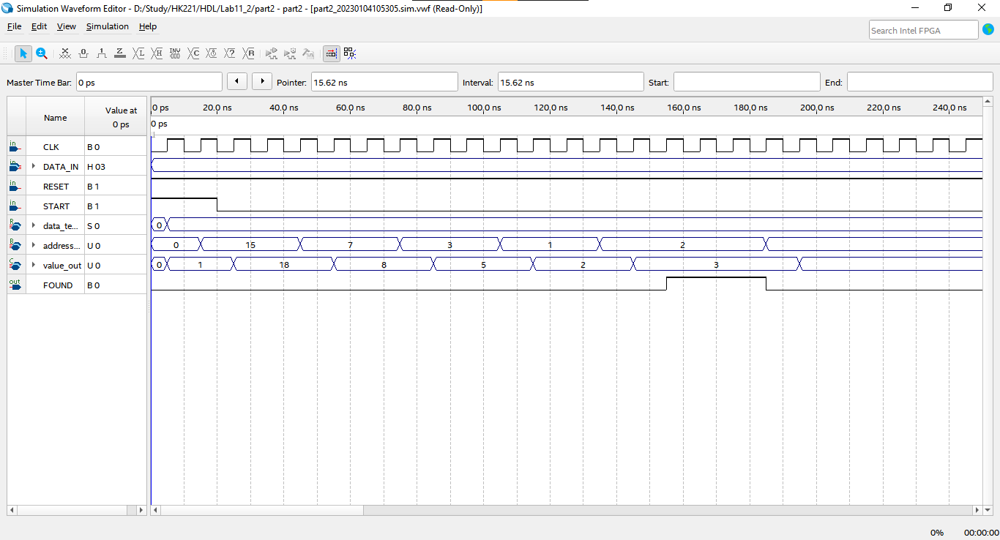 Simulation Waveform Editor - D:/Study/HK221/HDL/Lab11_2/part2 - part2 - [part2_20230104105305.sim.vwf (Read-Only)]
File Edit View Simulation Help
Search Intel FPGA
Master Time Bar: 0 ps Pointer: 15.62 ns Interval: 15.62 ns Start: End:
Name Value at 0 ps
0 ps 20.0 ns 40.0 ns 60.0 ns 80.0 ns 100.0 ns 120.0 ns 140.0 ns 160.0 ns 180.0 ns 200.0 ns 220.0 ns 240.0 ns
0 ps
in CLK B 0
in DATA_IN H 03
in RESET B 1
in START B 1
R data_te... S 0 0
R address... U 0 0 15 7 3 1 2
C value_out U 0 0 1 18 8 5 2 3
out FOUND B 0
0% 00:00:00